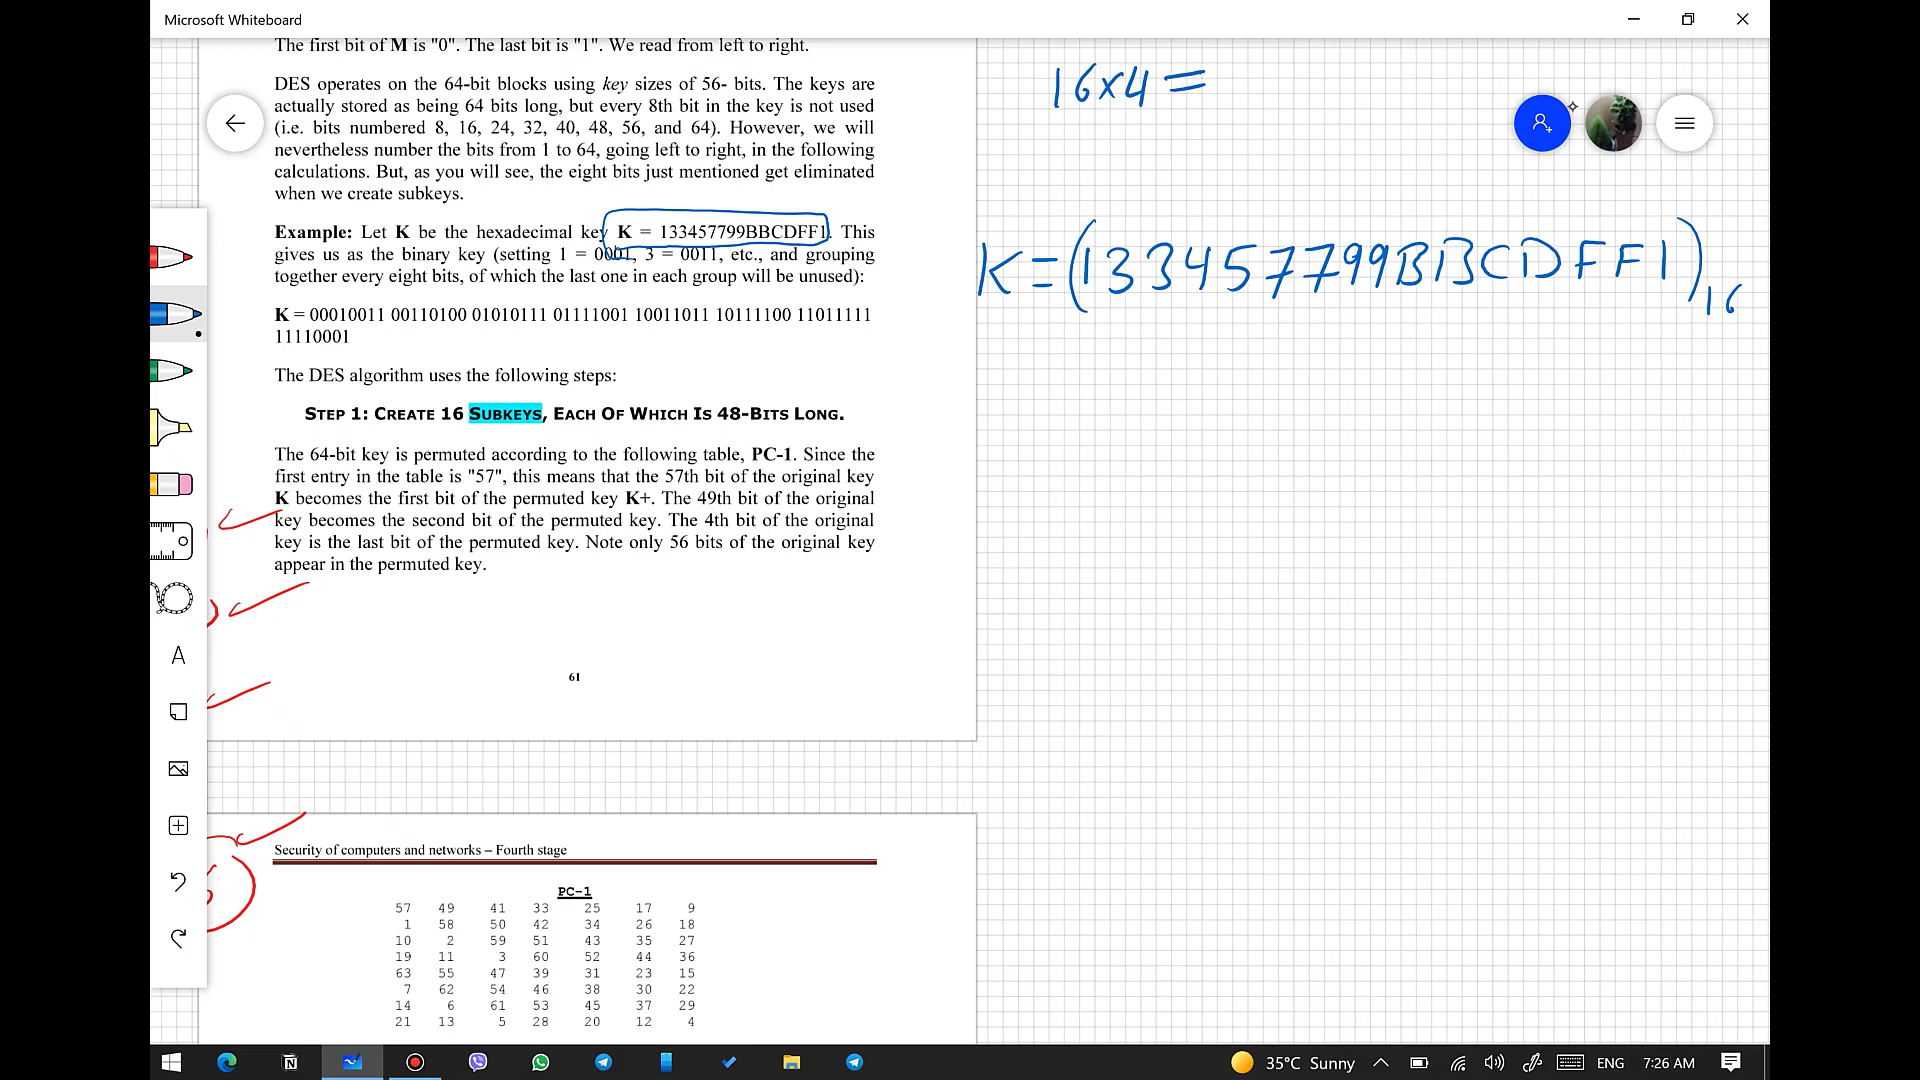 Microsoft Whiteboard
The first bit of M is "0". The last bit is "1". We read from left to right.
DES operates on the 64-bit blocks using key sizes of 56- bits. The keys are
actually stored as being 64 bits long, but every 8th bit in the key is not used
(i.e. bits numbered 8, 16, 24, 32, 40, 48, 56, and 64). However, we will
nevertheless number the bits from 1 to 64, going left to right, in the following
calculations. But, as you will see, the eight bits just mentioned get eliminated
when we create subkeys.
Example: Let K be the hexadecimal key K = 133457799BBCDFF1. This
gives us as the binary key (setting 1 = 0001, 3 = 0011, etc., and grouping
together every eight bits, of which the last one in each group will be unused):
K = 00010011 00110100 01010111 01111001 10011011 10111100 11011111
11110001
The DES algorithm uses the following steps:
STEP 1: CREATE 16 SUBKEYS, EACH OF WHICH IS 48-BITS LONG.
The 64-bit key is permuted according to the following table, PC-1. Since the
first entry in the table is "57", this means that the 57th bit of the original key
K becomes the first bit of the permuted key K+. The 49th bit of the original
key becomes the second bit of the permuted key. The 4th bit of the original
key is the last bit of the permuted key. Note only 56 bits of the original key
appear in the permuted key.
61
Security of computers and networks – Fourth stage
PC-1
57 49 41 33 25 17 9
1 58 50 42 34 26 18
10 2 59 51 43 35 27
19 11 3 60 52 44 36
63 55 47 39 31 23 15
7 62 54 46 38 30 22
14 6 61 53 45 37 29
21 13 5 28 20 12 4
16×4=
K=(133457799BBCDFF1)16
A
35°C Sunny
ENG
7:26 AM